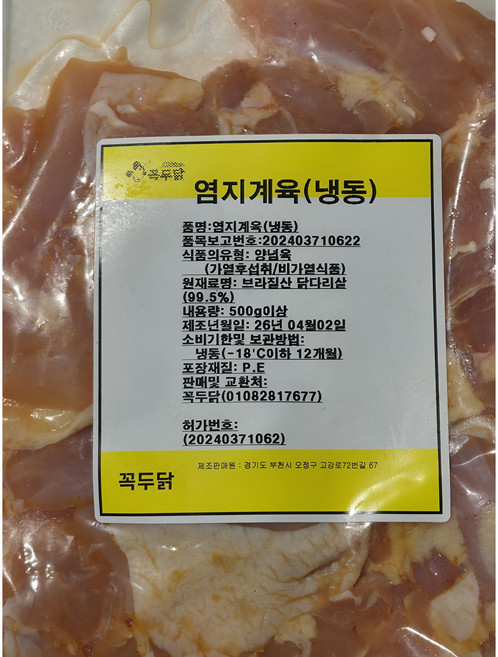 꼭두닭
염지계육(냉동)
품명:염지계육(냉동)
품목보고번호:202403710622
식품의유형: 양념육
(가열후섭취/비가열식품)
원재료명: 브라질산 닭다리살
(99.5%)
내용량: 500g이상
제조년월일: 26년 04월02일
소비기한및 보관방법:
냉동(-18'C이하 12개월)
포장재질: P.E
판매및 교환처:
꼭두닭(01082817677)
허가번호:
(20240371062)
제조판매원 : 경기도 부천시 오정구 고강로72번길 67
꼭두닭